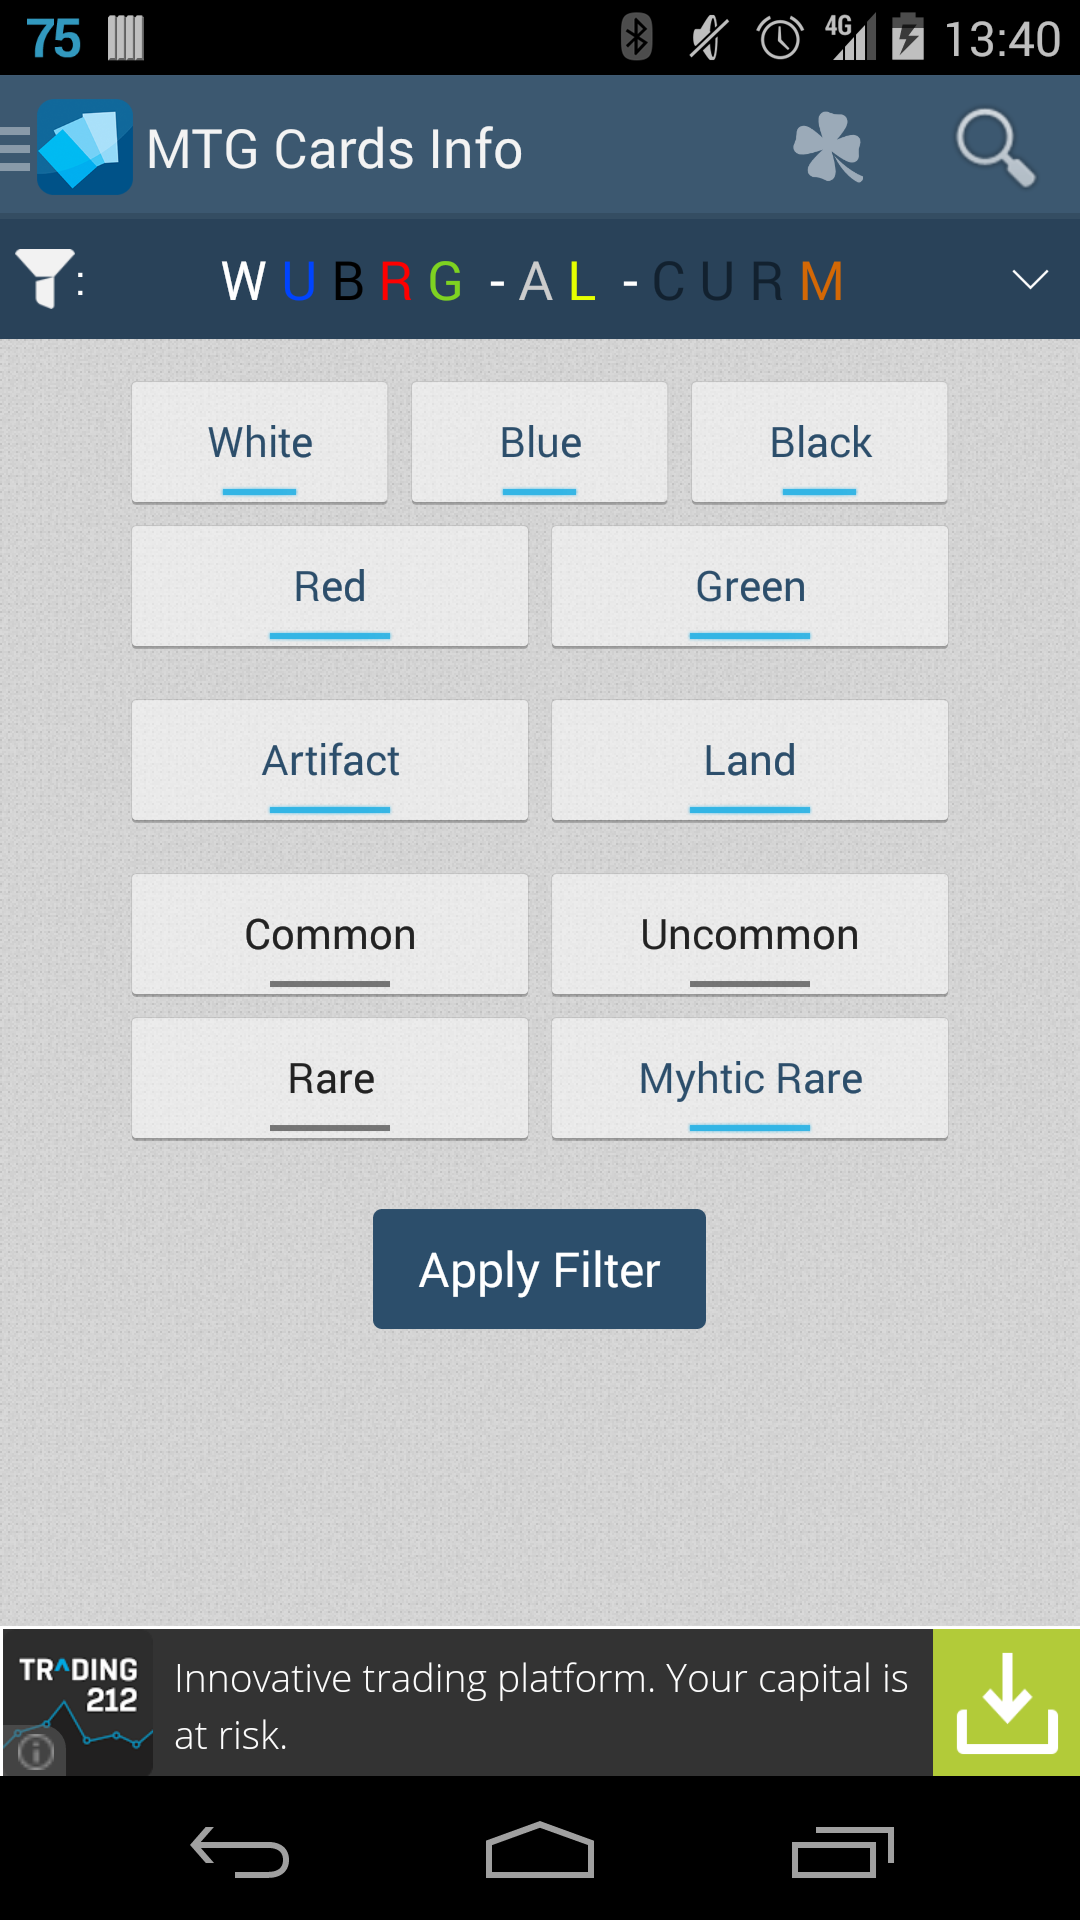 75 4G 13:40
MTG Cards Info
: W U B R G - A L - C U R M
White Blue Black
Red Green
Artifact Land
Common Uncommon
Rare Myhtic Rare
Apply Filter
TRADING
212
Innovative trading platform. Your capital is
at risk.